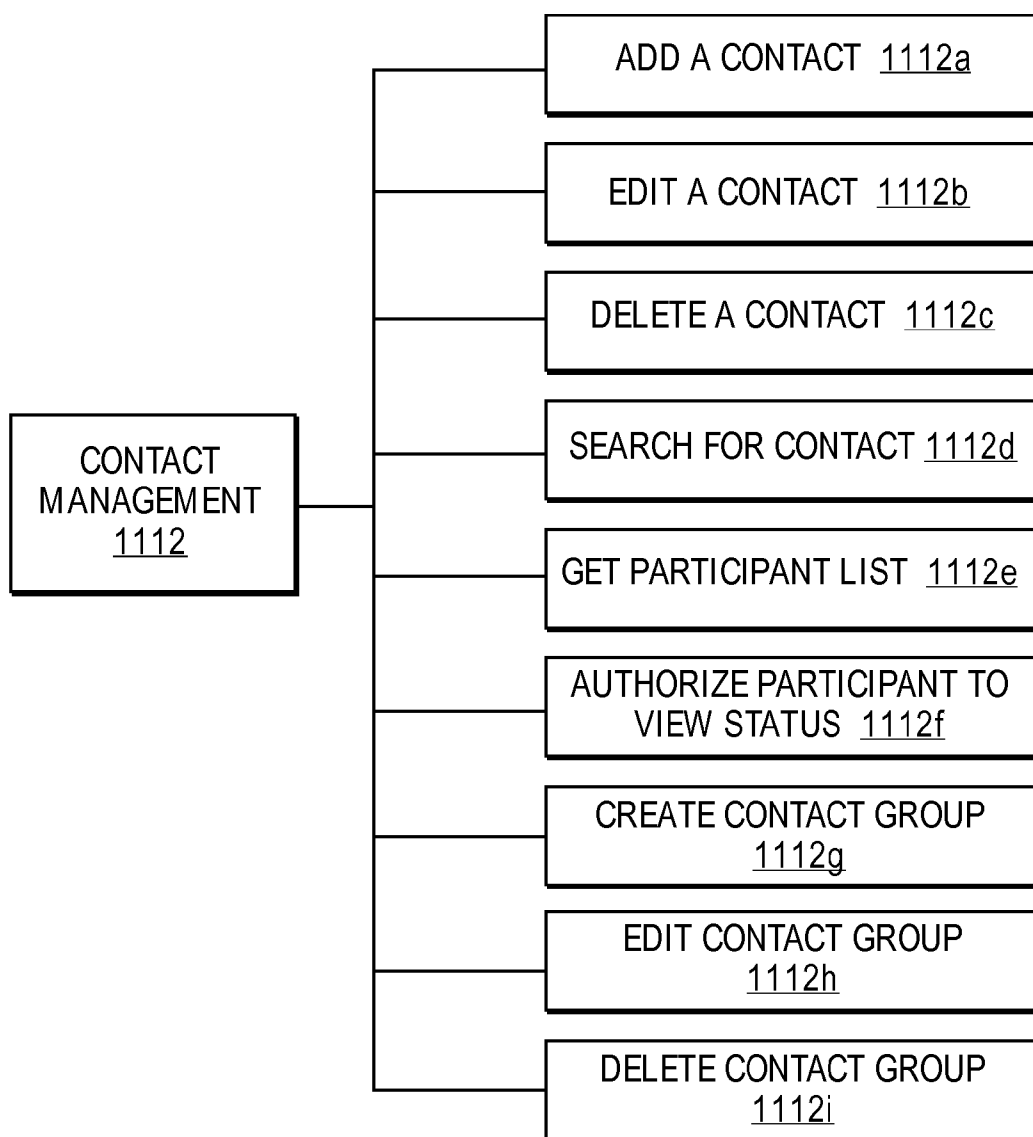 ADD A CONTACT 1112a
EDIT A CONTACT 1112b
DELETE A CONTACT 1112c
SEARCH FOR CONTACT 1112d
CONTACT
MANAGEMENT
1112
GET PARTICIPANT LIST 1112e
AUTHORIZE PARTICIPANT TO
VIEW STATUS 1112f
CREATE CONTACT GROUP
1112g
EDIT CONTACT GROUP
1112h
DELETE CONTACT GROUP
1112i